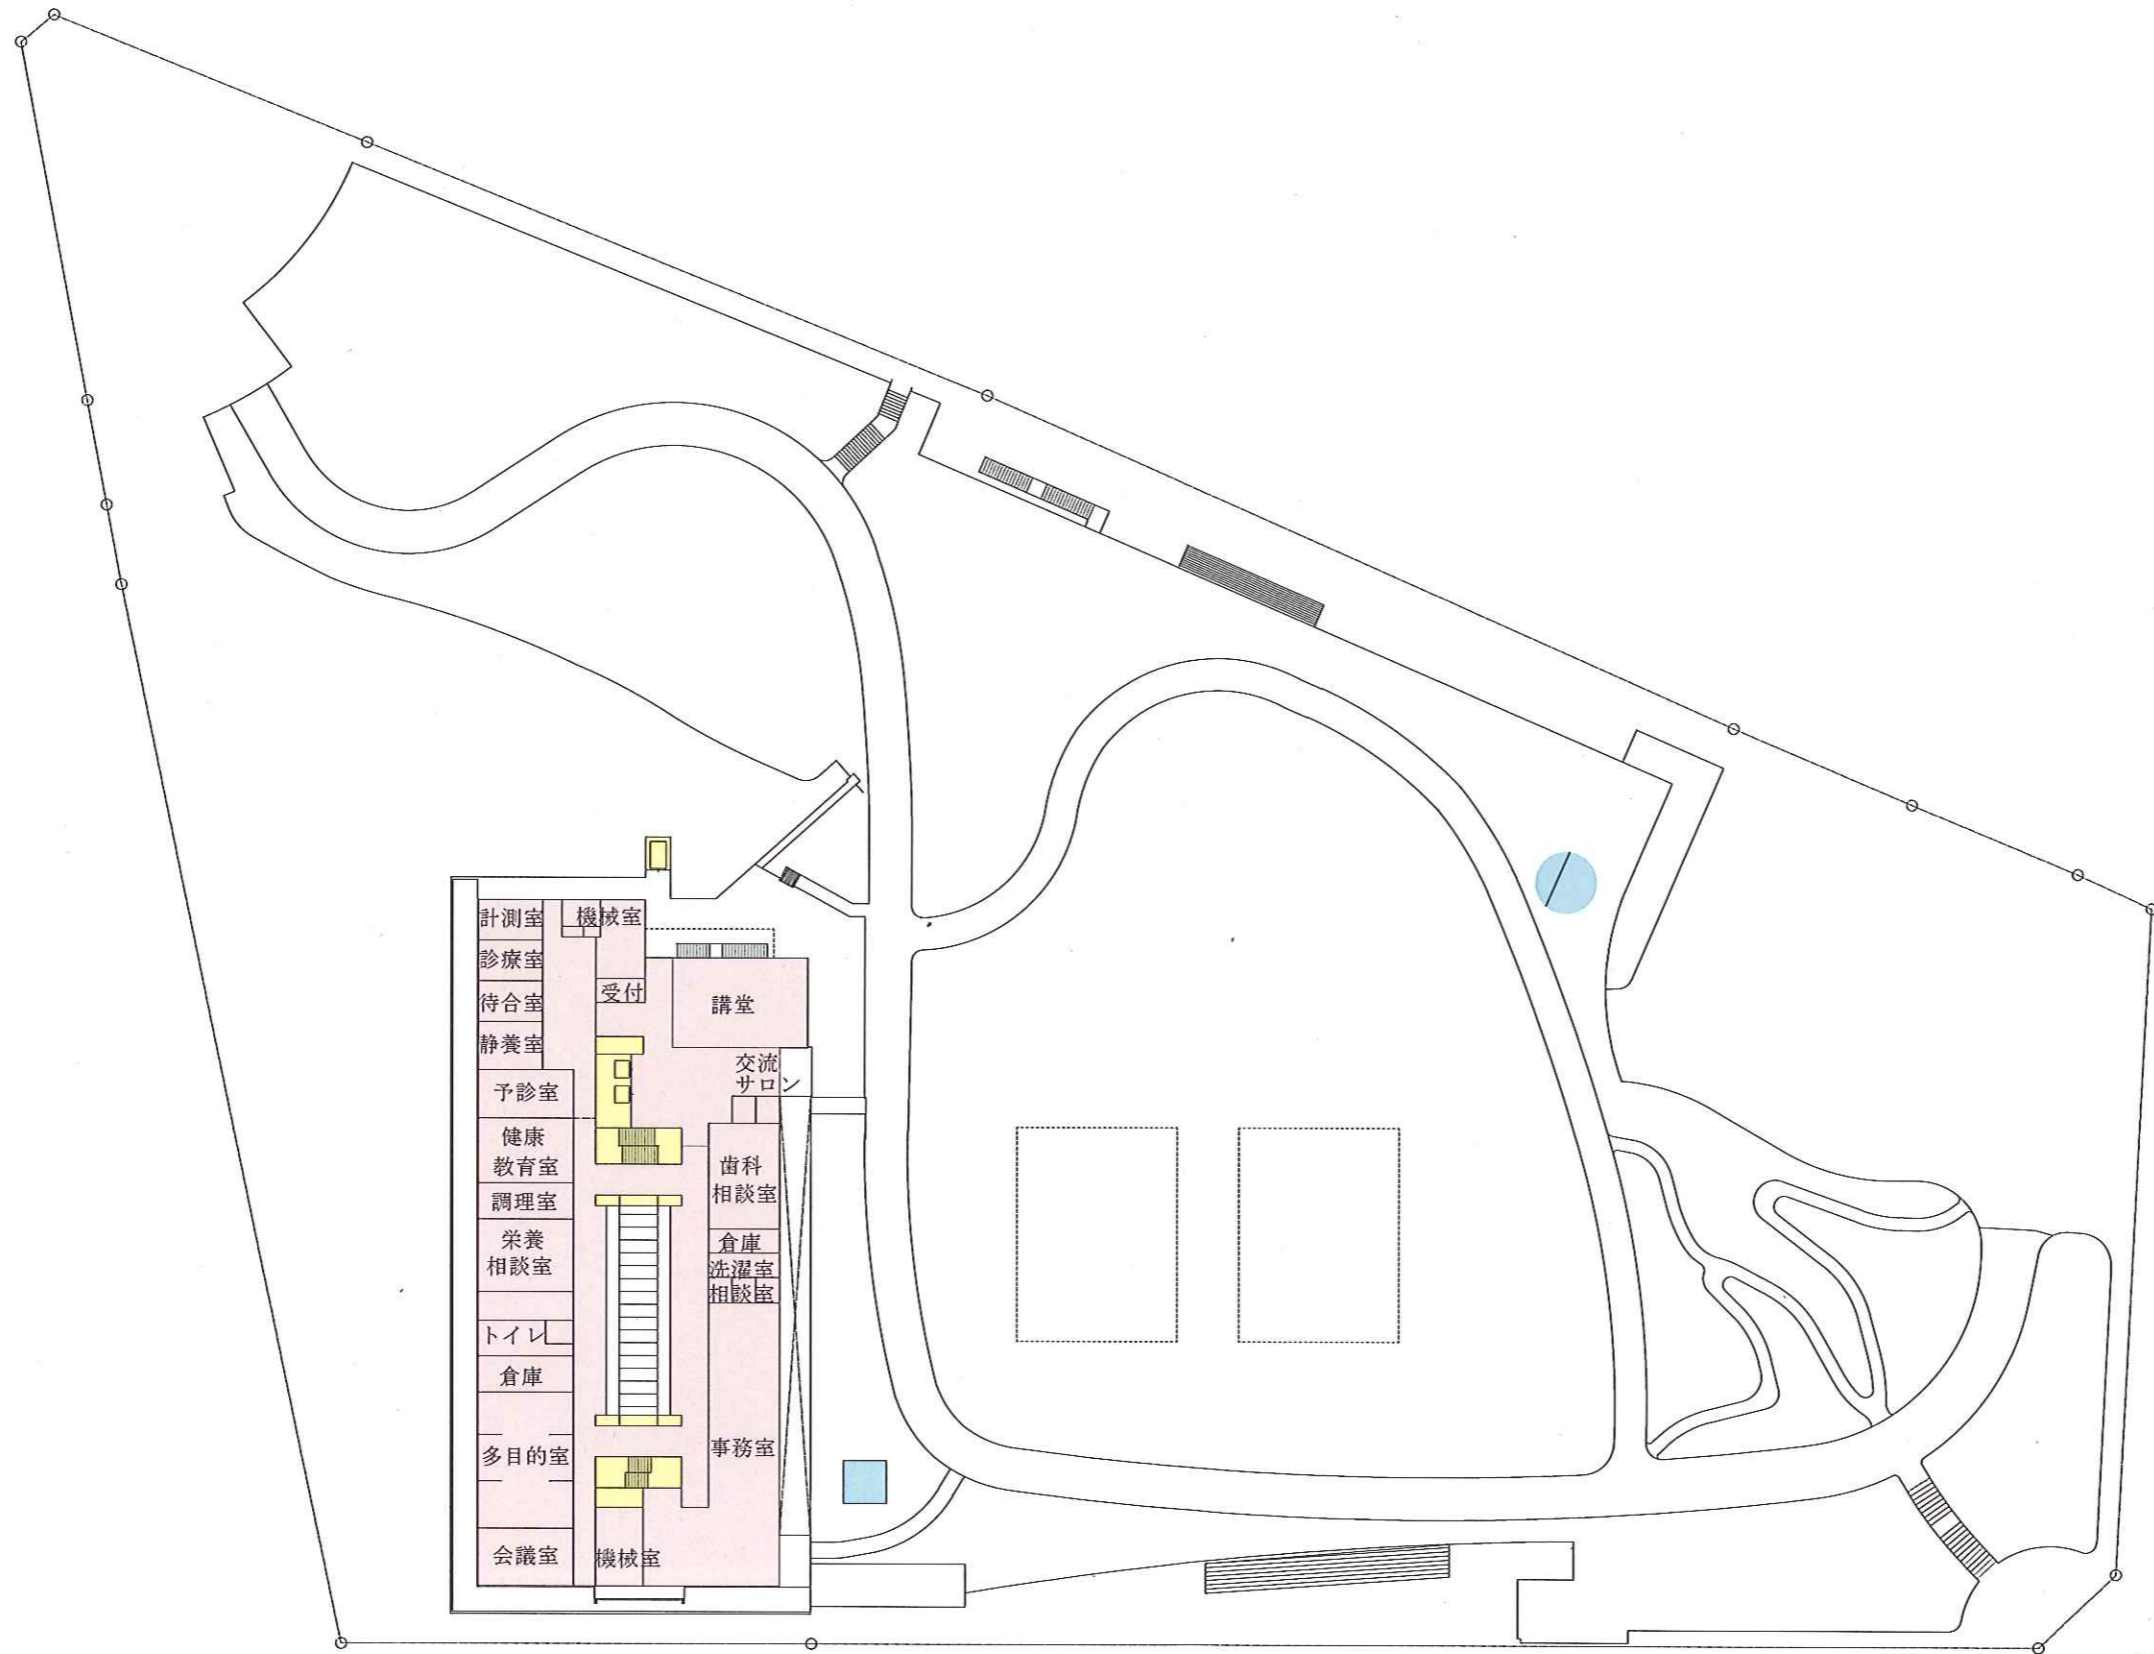 計測室
機械室
診療室
受付
待合室
講堂
静養室
交流
サロン
予診室
健康
教育室
歯科
相談室
調理室
栄養
相談室
倉庫
洗濯室
相談室
トイレ
倉庫
多目的室
事務室
会議室
機械室